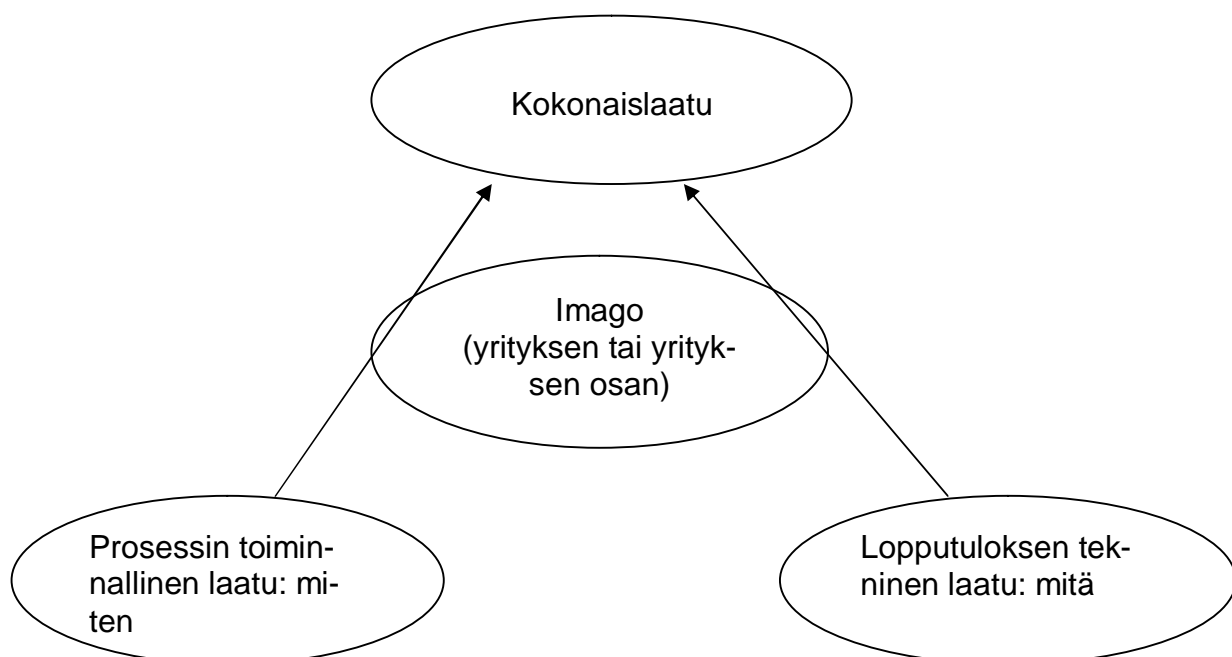 Kokonaislaatu
Imago
(yrityksen tai yrityk-
sen osan)
Prosessin toimin-
nallinen laatu: mi-
ten
Lopputuloksen tek-
ninen laatu: mitä